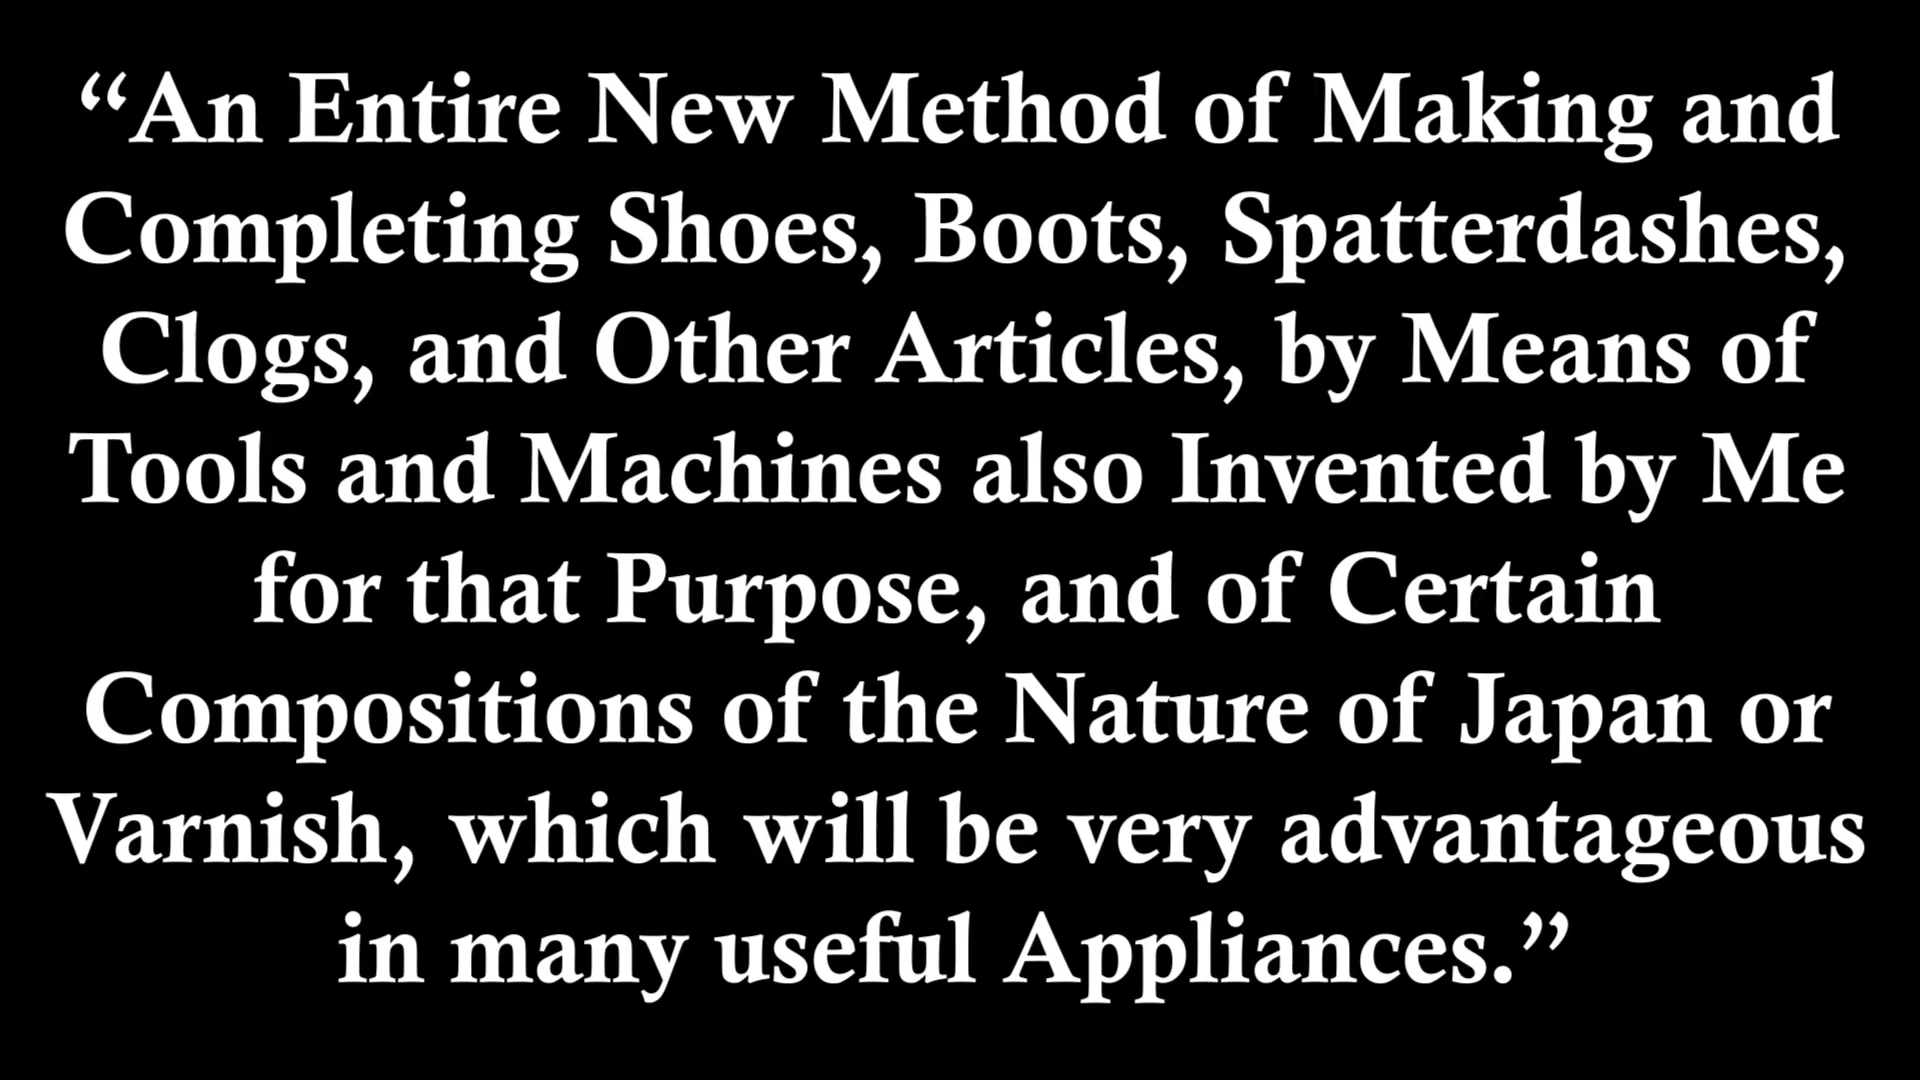 “An Entire New Method of Making and
Completing Shoes, Boots, Spatterdashes,
Clogs, and Other Articles, by Means of
Tools and Machines also Invented by Me
for that Purpose, and of Certain
Compositions of the Nature of Japan or
Varnish, which will be very advantageous
in many useful Appliances.”